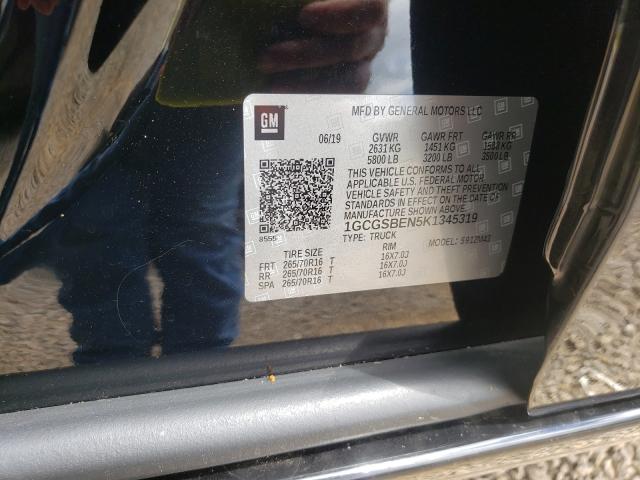 GM
MFD BY GENERAL MOTORS LLC
06/19 GVWR GAWR FRT GAWR RR
2631 KG 1451 KG 1588 KG
5800 LB 3200 LB 3500 LB
THIS VEHICLE CONFORMS TO ALL
APPLICABLE U.S. FEDERAL MOTOR
VEHICLE SAFETY AND THEFT PREVENTION
STANDARDS IN EFFECT ON THE DATE OF
MANUFACTURE SHOWN ABOVE.
1GCGSBEN5K1345319
TYPE: TRUCK MODEL:
TIRE SIZE RIM
FRT 265/70R16 T 16X7.0J
RR 265/70R16 T 16X7.0J
SPA 265/70R16 T 16X7.0J